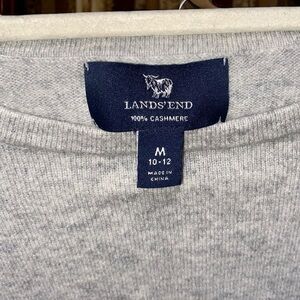 LANDS' END
100% CASHMERE
M
10-12
MADE IN
CHINA